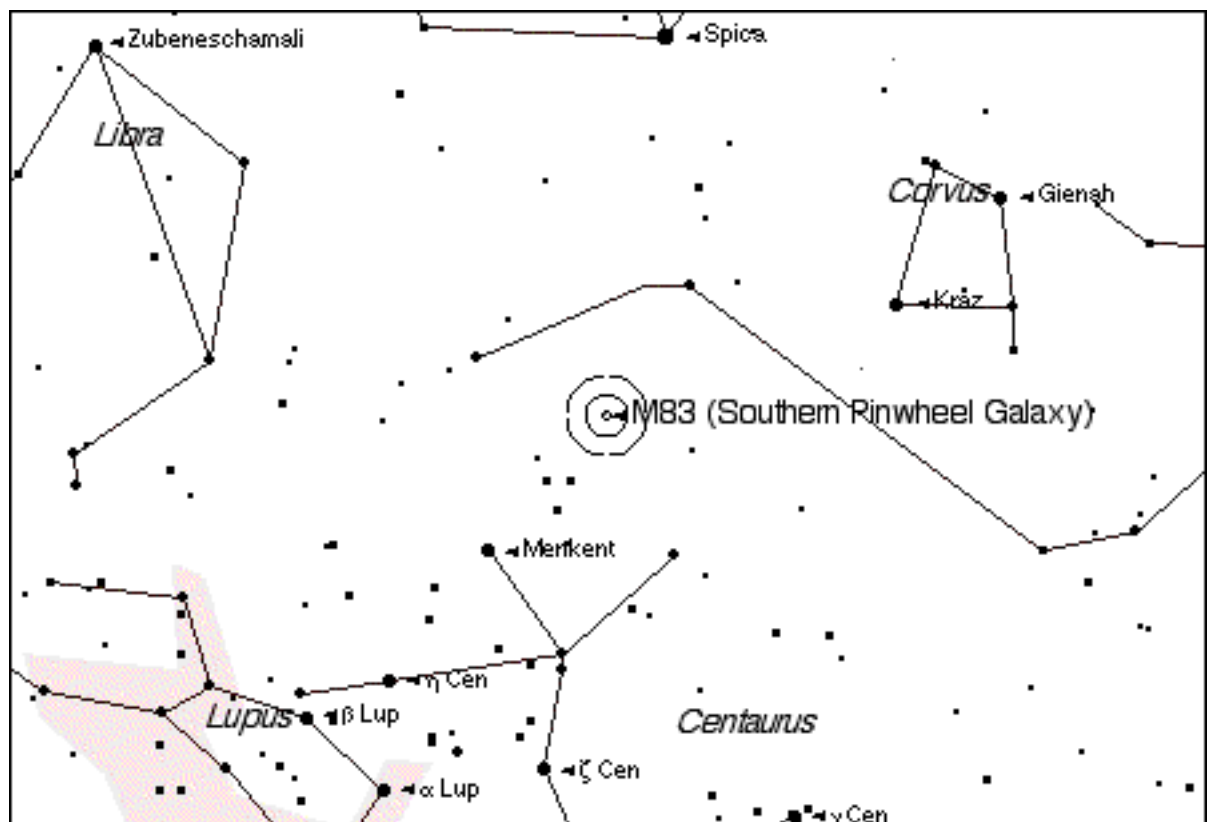 Zubeneschamali
Spica
Libra
Corvus
Gienah
Kraz
M83 (Southern Pinwheel Galaxy)
Menkent
η Cen
Lupus
β Lup
Centaurus
ζ Cen
α Lup
γ Cen